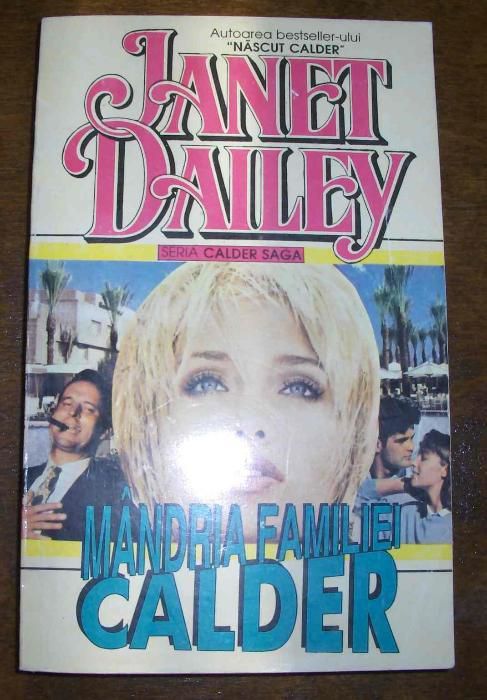 Autoarea bestseller-ului
"NĂSCUT CALDER"
JANET
DAILEY
SERIA CALDER SAGA
MÂNDRIA FAMILIEI
CALDER